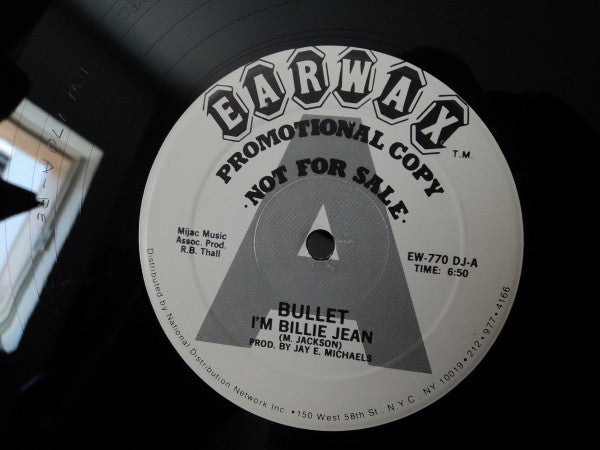 EARWAX
T.M.
PROMOTIONAL COPY
·NOT FOR SALE·
A
Mijac Music
Assoc. Prod.
R.B. Thall
EW-770 DJ-A
TIME: 6:50
BULLET
I'M BILLIE JEAN
(M. JACKSON)
PROD. BY JAY E. MICHAELS
Distributed by National Distribution Network Inc. • 150 West 58th St., N.Y.C., NY 10019 • 212 • 977 • 4166